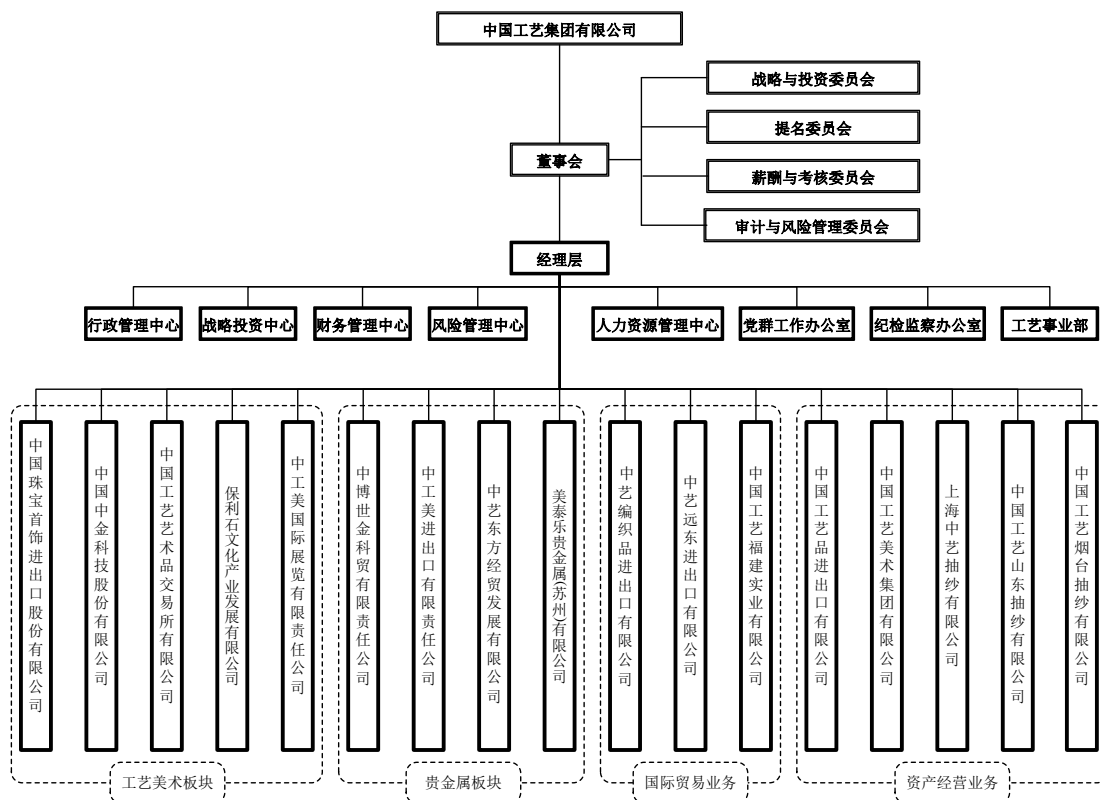 中国工艺集团有限公司
战略与投资委员会
提名委员会
董事会
薪酬与考核委员会
审计与风险管理委员会
经理层
行政管理中心
战略投资中心
财务管理中心
风险管理中心
人力资源管理中心
党群工作办公室
纪检监察办公室
工艺事业部
中国珠宝首饰进出口股份有限公司
中国中金科技股份有限公司
中国工艺艺术品交易所有限公司
保利石文化产业发展有限公司
中工美国际展览有限责任公司
中博世金科贸有限责任公司
中工美进出口有限责任公司
中艺东方经贸发展有限公司
美泰乐贵金属(苏州)有限公司
中艺编织品进出口有限公司
中艺远东进出口有限公司
中国工艺福建实业有限公司
中国工艺品进出口有限公司
中国工艺美术集团有限公司
上海中艺抽纱有限公司
中国工艺山东抽纱有限公司
中国工艺烟台抽纱有限公司
工艺美术板块
贵金属板块
国际贸易业务
资产经营业务